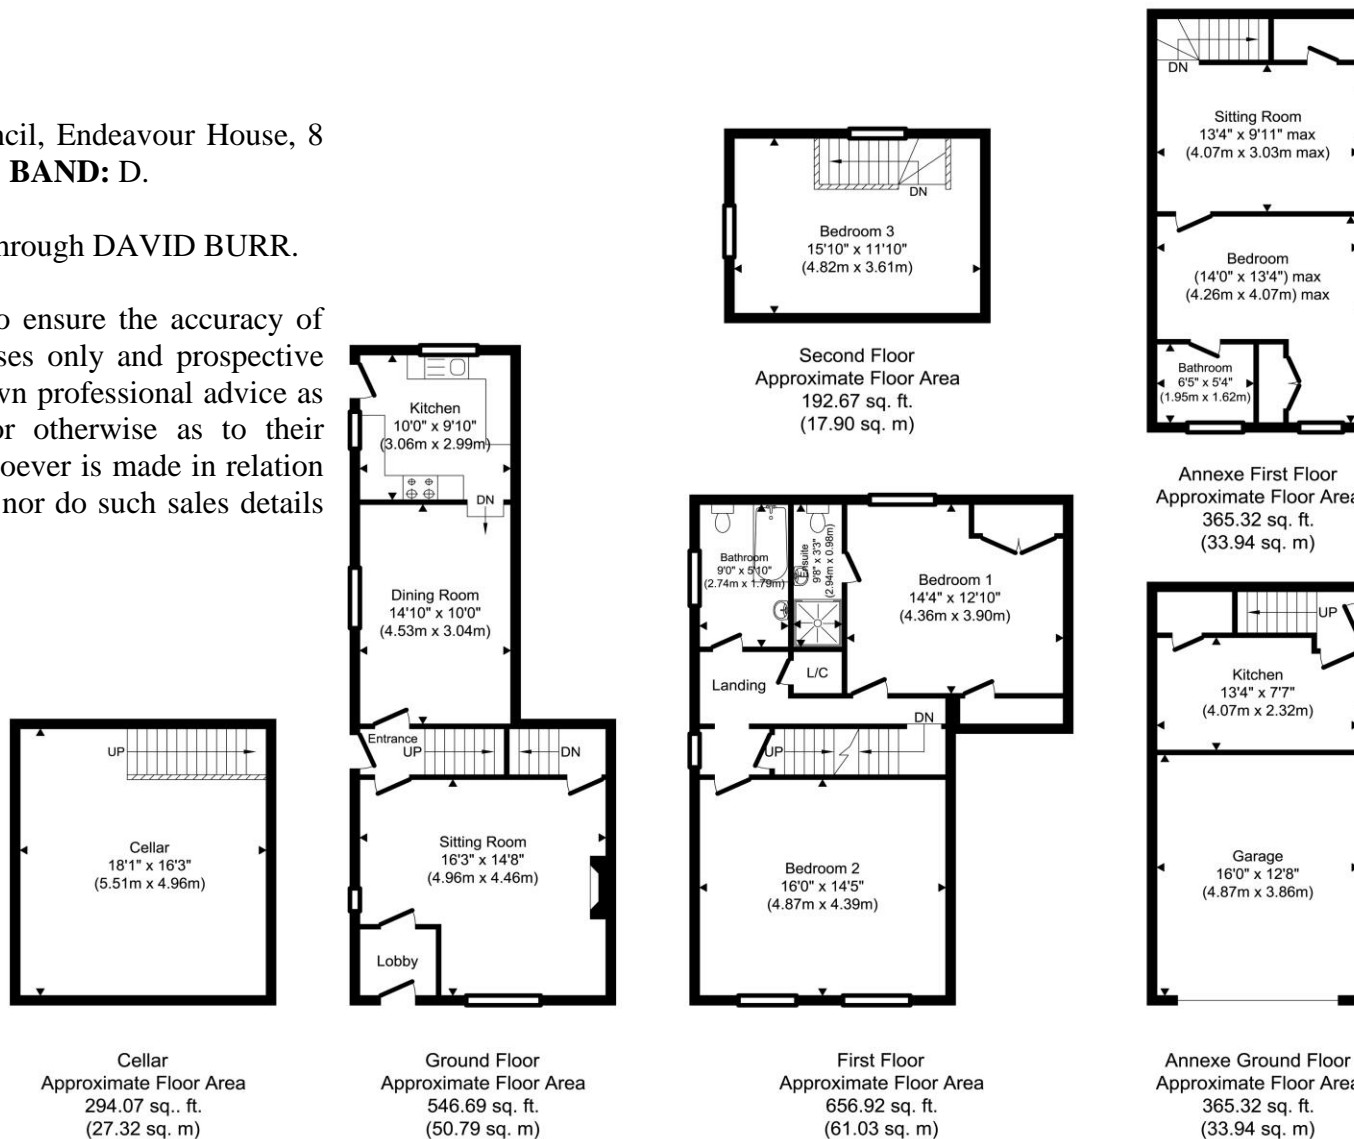 ncil, Endeavour House, 8
BAND: D.
hrough DAVID BURR.
o ensure the accuracy of
ses only and prospective
wn professional advice as
or otherwise as to their
oever is made in relation
nor do such sales details
UP
Cellar
18'1" x 16'3"
(5.51m x 4.96m)
Cellar
Approximate Floor Area
294.07 sq.. ft.
(27.32 sq. m)
Kitchen
10'0" x 9'10"
(3.06m x 2.99m)
DN
Dining Room
14'10" x 10'0"
(4.53m x 3.04m)
Entrance
UP
DN
Sitting Room
16'3" x 14'8"
(4.96m x 4.46m)
Lobby
Ground Floor
Approximate Floor Area
546.69 sq. ft.
(50.79 sq. m)
DN
Bedroom 3
15'10" x 11'10"
(4.82m x 3.61m)
Second Floor
Approximate Floor Area
192.67 sq. ft.
(17.90 sq. m)
Bathroom
9'0" x 5'10"
(2.74m x 1.79m)
Ensuite
9'8" x 3'3"
(2.94m x 0.98m)
Bedroom 1
14'4" x 12'10"
(4.36m x 3.90m)
L/C
Landing
DN
UP
Bedroom 2
16'0" x 14'5"
(4.87m x 4.39m)
First Floor
Approximate Floor Area
656.92 sq. ft.
(61.03 sq. m)
DN
Sitting Room
13'4" x 9'11" max
(4.07m x 3.03m max)
Bedroom
(14'0" x 13'4") max
(4.26m x 4.07m) max
Bathroom
6'5" x 5'4"
(1.95m x 1.62m)
Annexe First Floor
Approximate Floor Area
365.32 sq. ft.
(33.94 sq. m)
UP
Kitchen
13'4" x 7'7"
(4.07m x 2.32m)
Garage
16'0" x 12'8"
(4.87m x 3.86m)
Annexe Ground Floor
Approximate Floor Area
365.32 sq. ft.
(33.94 sq. m)